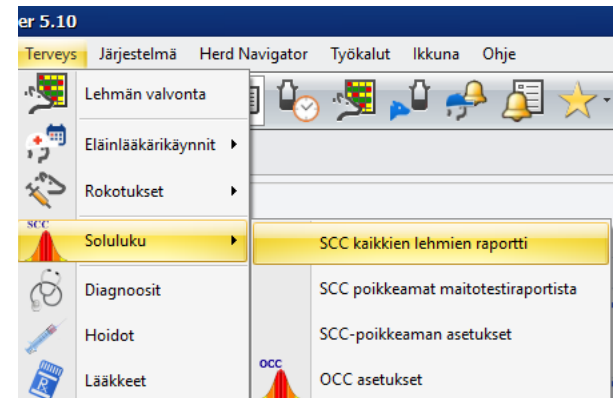 er 5.10
Terveys Järjestelmä Herd Navigator Työkalut Ikkuna Ohje
Lehmän valvonta
Eläinlääkärikäynnit
Rokotukset
SCC
Soluluku
SCC kaikkien lehmien raportti
Diagnoosit
SCC poikkeamat maitotestiraportista
Hoidot
SCC-poikkeaman asetukset
Lääkkeet
OCC
OCC asetukset
R